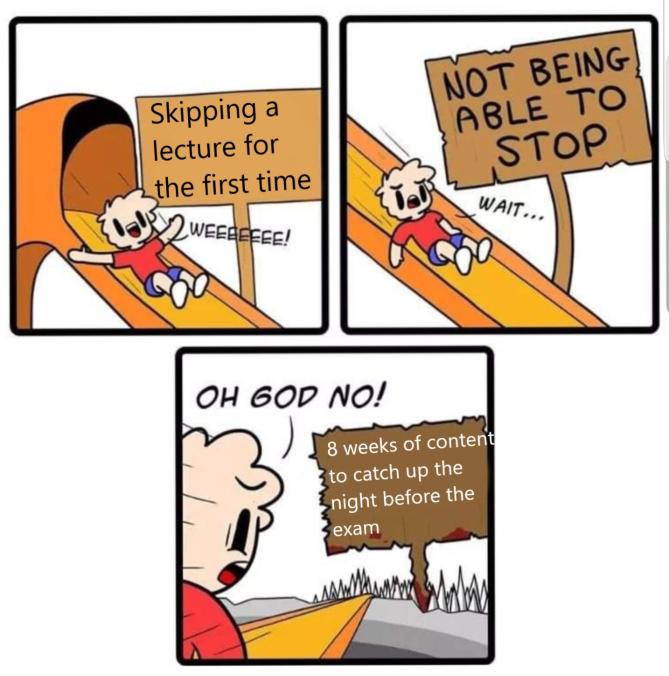 Skipping a
lecture for
the first time
WEEEEEEE!
NOT BEING
ABLE TO
STOP
WAIT...
OH GOD NO!
8 weeks of content
to catch up the
night before the
exam